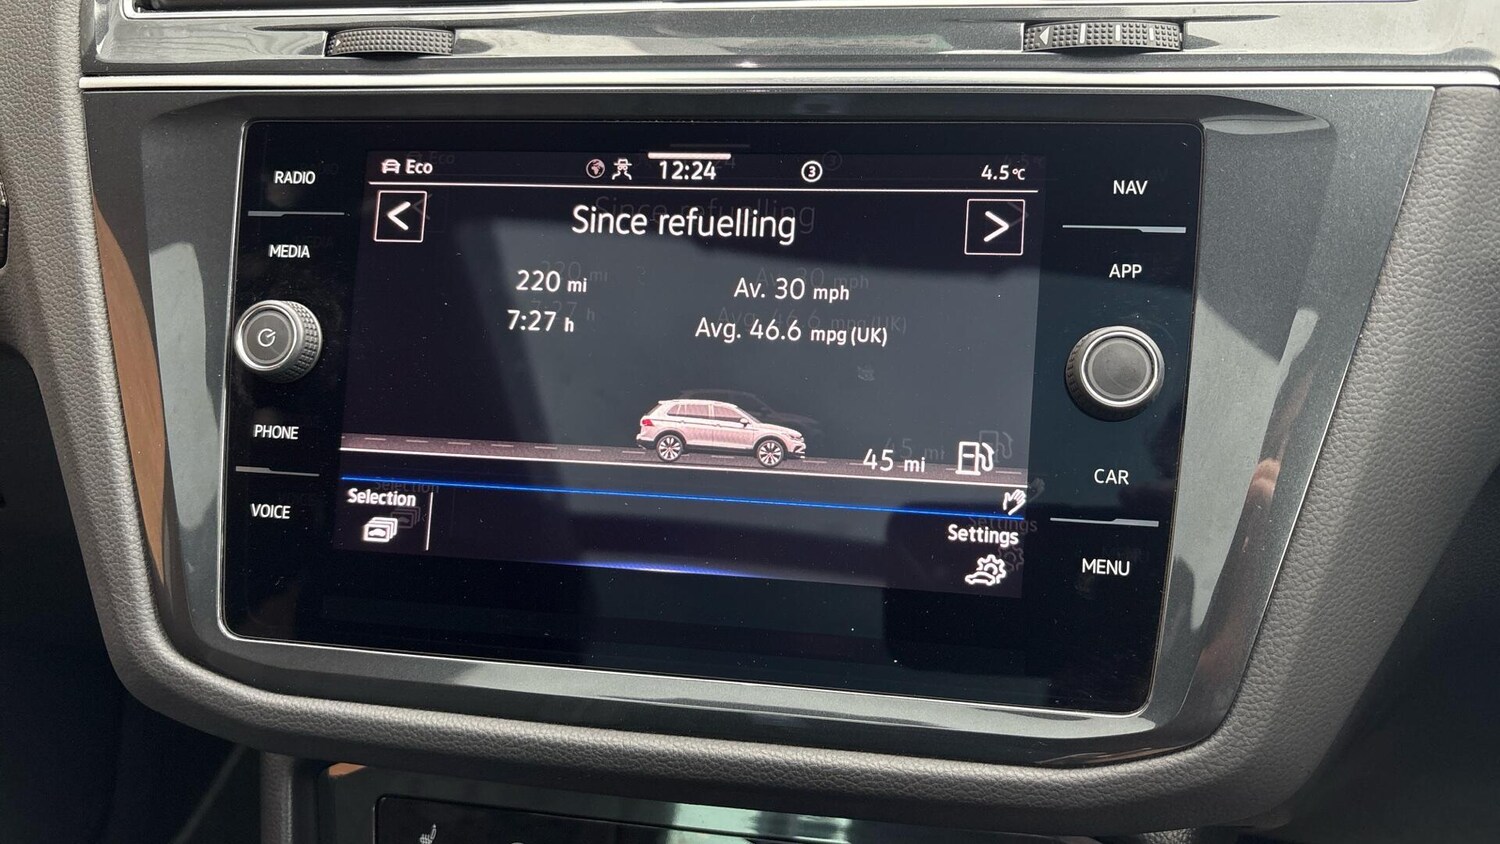 RADIO
MEDIA
PHONE
VOICE
Eco
12:24
3
4.5°C
Since refuelling
220 mi
Av. 30 mph
7:27 h
Avg. 46.6 mpg (UK)
45 mi
Selection
Settings
NAV
APP
CAR
MENU